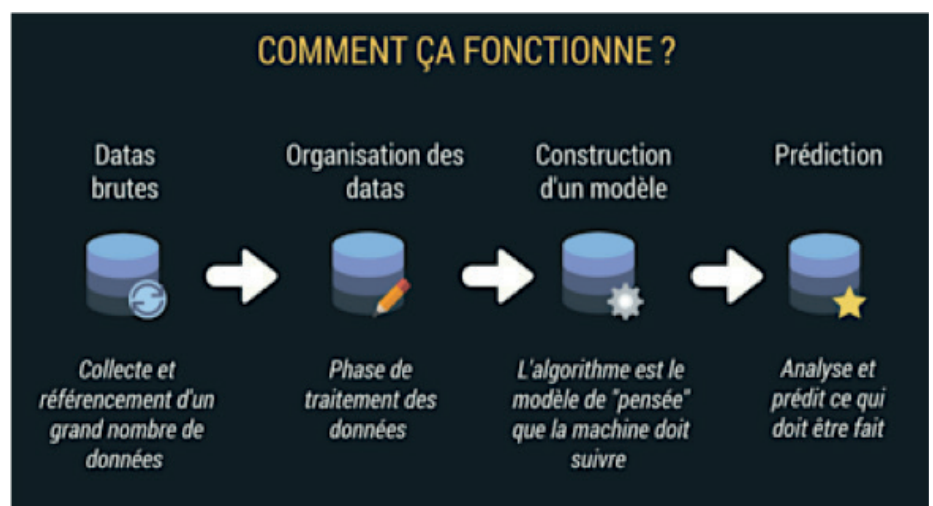 COMMENT ÇA FONCTIONNE ?
Datas
brutes
Collecte et
référencement d'un
grand nombre de
données
Organisation des
datas
Phase de
traitement des
données
Construction
d'un modèle
L'algorithme est le
modèle de "pensée"
que la machine doit
suivre
Prédiction
Analyse et
prédit ce qui
doit être fait